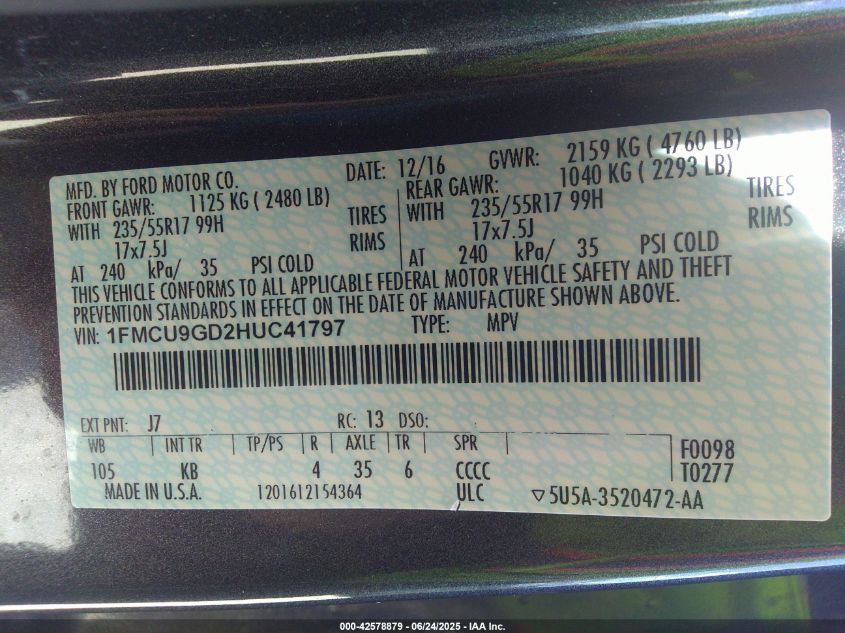 MFD. BY FORD MOTOR CO. DATE: 12/16 GVWR: 2159 KG ( 4760 LB)
FRONT GAWR: 1125 KG ( 2480 LB) REAR GAWR: 1040 KG ( 2293 LB)
WITH 235/55R17 99H TIRES WITH 235/55R17 99H TIRES
17x7.5J RIMS 17x7.5J RIMS
AT 240 kPa/ 35 PSI COLD AT 240 kPa/ 35 PSI COLD
THIS VEHICLE CONFORMS TO ALL APPLICABLE FEDERAL MOTOR VEHICLE SAFETY AND THEFT
PREVENTION STANDARDS IN EFFECT ON THE DATE OF MANUFACTURE SHOWN ABOVE.
VIN: 1FMCU9GD2HUC41797 TYPE: MPV
EXT PNT: J7 RC: 13 DSO:
WB INT TR TP/PS R AXLE TR SPR F0098
105 KB 4 35 6 CCCC T0277
MADE IN U.S.A. 1201612154364 ULC ▽5U5A-3520472-AA
000-42578879 - 06/24/2025 - IAA Inc.